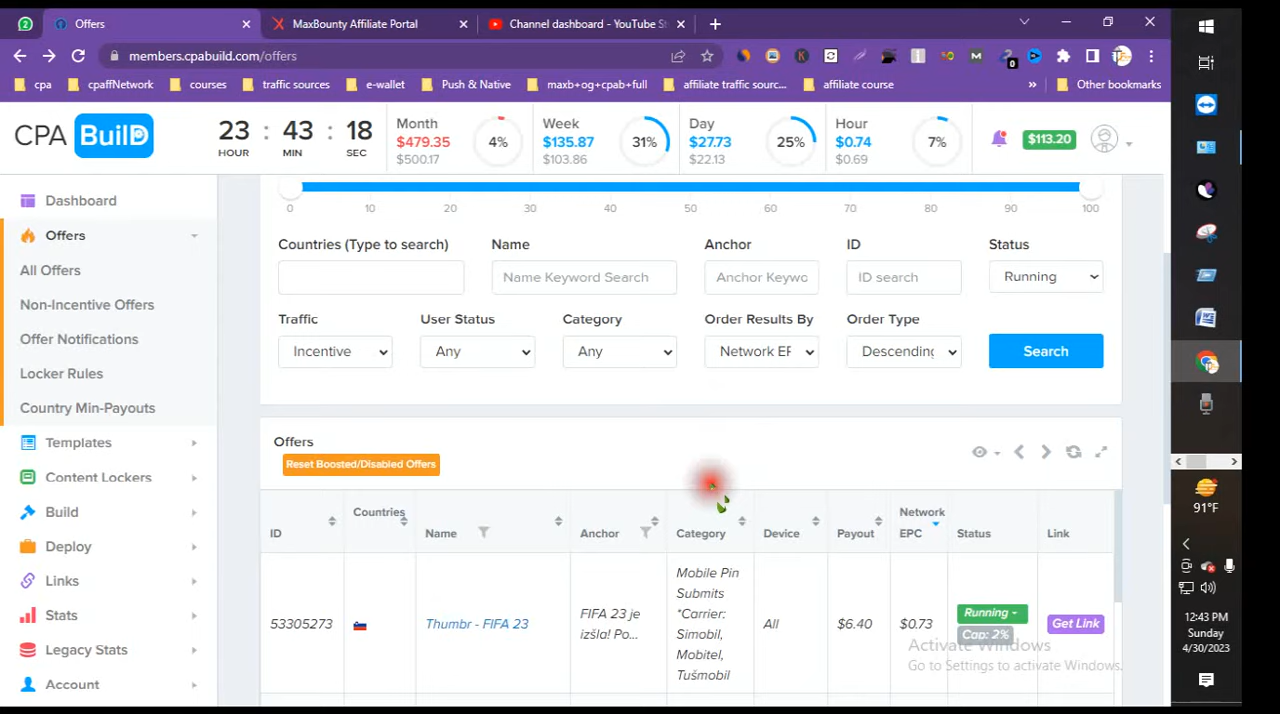 2
Offers
MaxBounty Affiliate Portal
Channel dashboard - YouTube St
members.cpabuild.com/offers
cpa
cpaffNetwork
courses
traffic sources
e-wallet
Push & Native
maxb+og+cpab+full
affiliate traffic sourc...
affiliate course
»
Other bookmarks
CPA BuilD
23 : 43 : 18
HOUR MIN SEC
Month
$479.35
$500.17
4%
Week
$135.87
$103.86
31%
Day
$27.73
$22.13
25%
Hour
$0.74
$0.69
7%
$113.20
Dashboard
Offers
All Offers
Non-Incentive Offers
Offer Notifications
Locker Rules
Country Min-Payouts
Templates
Content Lockers
Build
Deploy
Links
Stats
Legacy Stats
Account
0 10 20 30 40 50 60 70 80 90 100
Countries (Type to search) Name Anchor ID Status
Name Keyword Search Anchor Keywo ID search Running
Traffic User Status Category Order Results By Order Type
Incentive Any Any Network EP Descending Search
Offers
Reset Boosted/Disabled Offers
ID Countries Name Anchor Category Device Payout Network EPC Status Link
53305273
Thumbr - FIFA 23
FIFA 23 je
izšla! Po...
Mobile Pin
Submits
*Carrier:
Simobil,
Mobitel,
Tušmobil
All
$6.40
$0.73
Running
Cap: 2%
Get Link
Activate Windows
Go to Settings to activate Windows.
91°F
12:43 PM
Sunday
4/30/2023